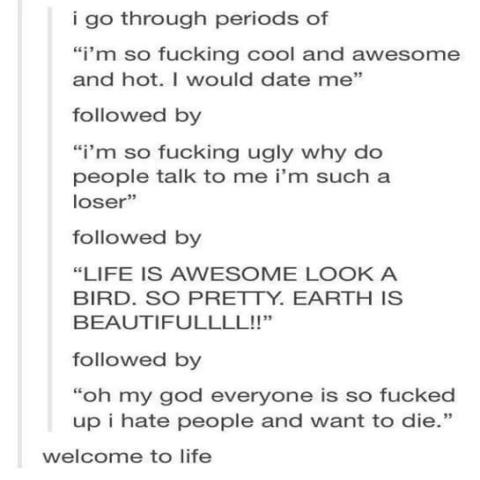 i go through periods of
“i’m so fucking cool and awesome
and hot. I would date me”
followed by
“i’m so fucking ugly why do
people talk to me i’m such a
loser”
followed by
“LIFE IS AWESOME LOOK A
BIRD. SO PRETTY. EARTH IS
BEAUTIFULLLL!!”
followed by
“oh my god everyone is so fucked
up i hate people and want to die.”
welcome to life